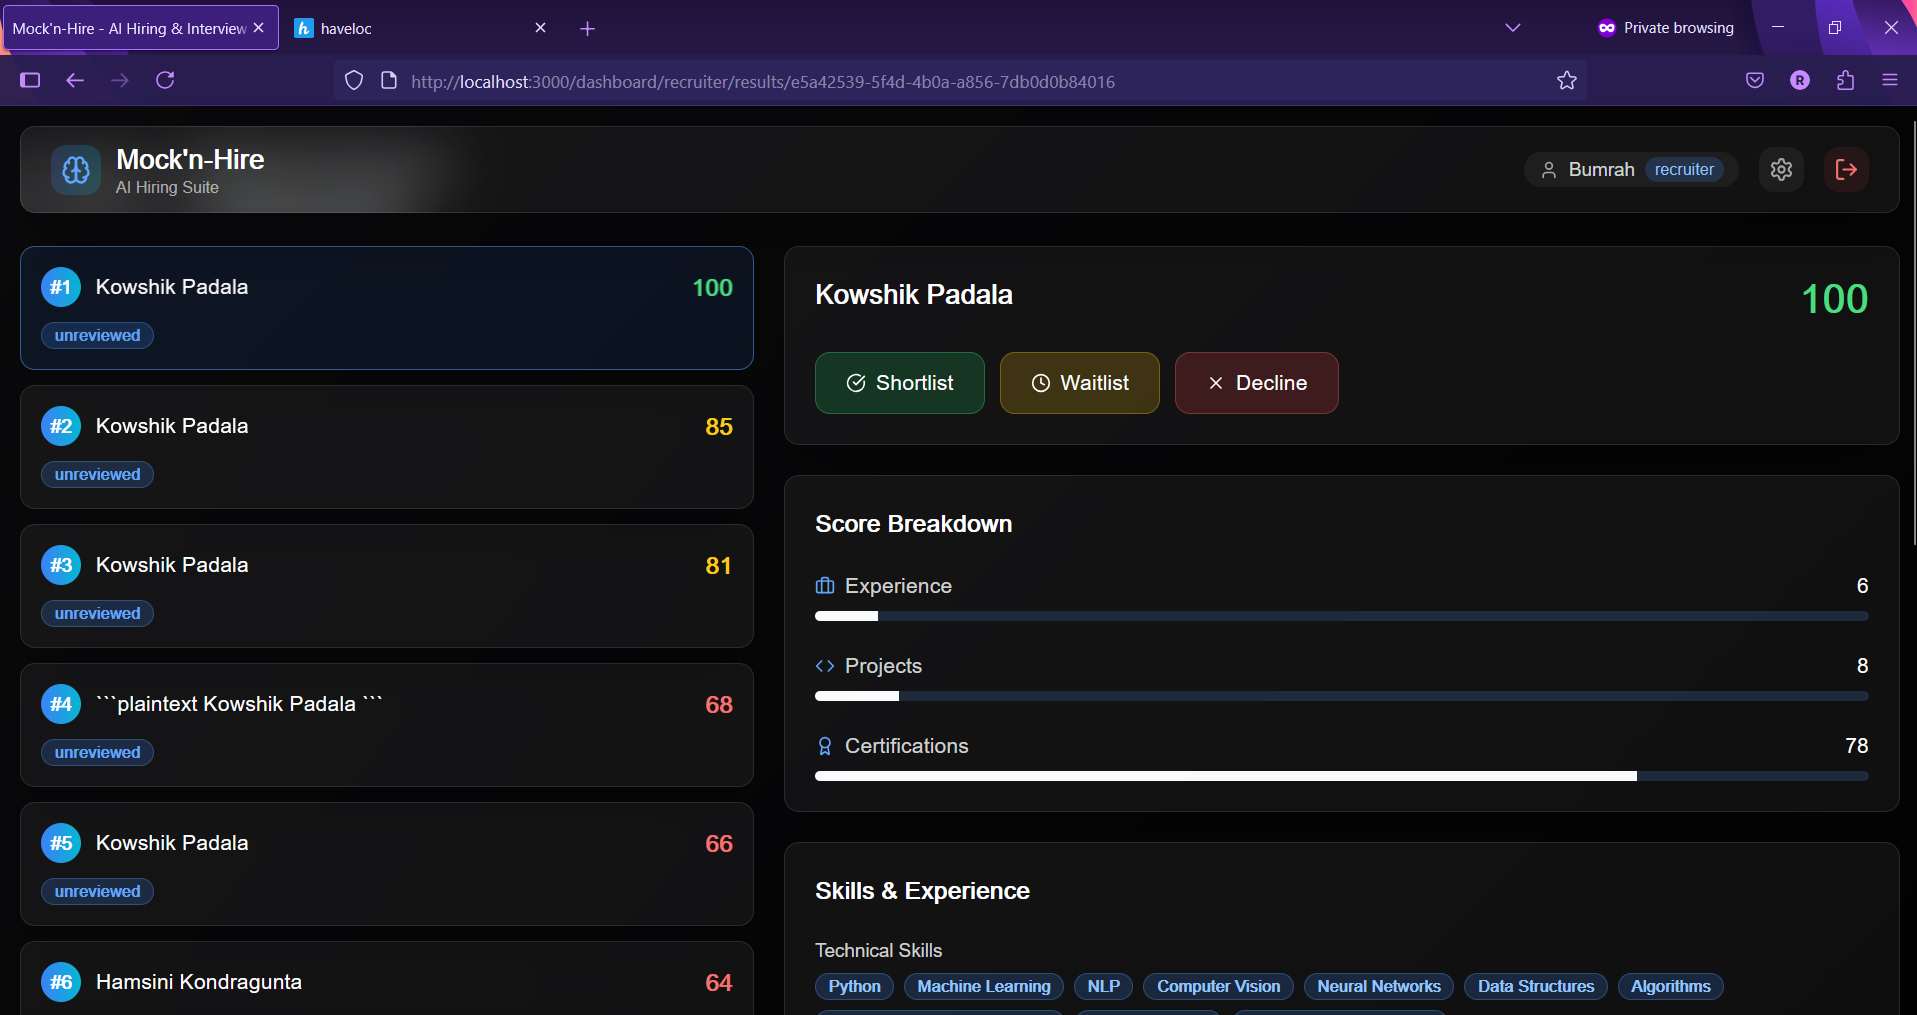 Mock'n-Hire - AI Hiring & Interview
haveloc
Private browsing
http://localhost:3000/dashboard/recruiter/results/e5a42539-5f4d-4b0a-a856-7db0d0b84016
R
Mock'n-Hire
AI Hiring Suite
Bumrah recruiter
#1 Kowshik Padala 100
unreviewed
#2 Kowshik Padala 85
unreviewed
#3 Kowshik Padala 81
unreviewed
#4 ```plaintext Kowshik Padala ``` 68
unreviewed
#5 Kowshik Padala 66
unreviewed
#6 Hamsini Kondragunta 64
Kowshik Padala 100
Shortlist Waitlist Decline
Score Breakdown
Experience 6
Projects 8
Certifications 78
Skills & Experience
Technical Skills
Python Machine Learning NLP Computer Vision Neural Networks Data Structures Algorithms